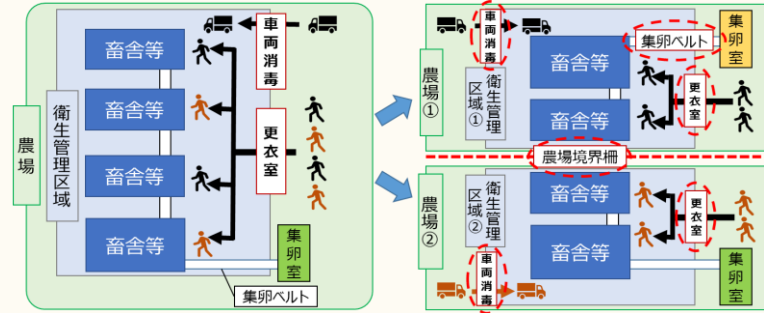 農場
衛生管理区域
畜舎等
畜舎等
畜舎等
畜舎等
車両消毒
更衣室
集卵室
集卵ベルト
農場①
衛生管理
区域①
車両消毒
畜舎等
畜舎等
集卵ベルト
集卵室
更衣室
農場境界柵
農場②
衛生管理
区域②
車両消毒
畜舎等
畜舎等
更衣室
集卵室